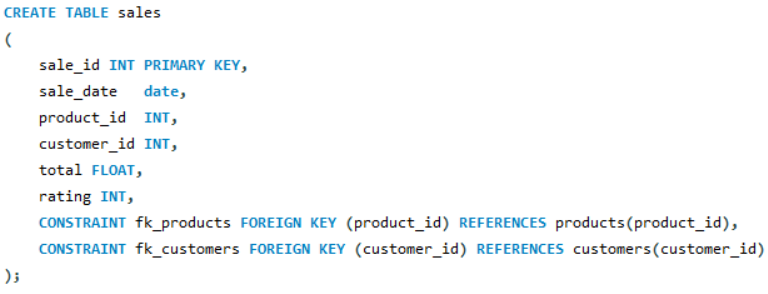 CREATE TABLE sales
(
    sale_id INT PRIMARY KEY,
    sale_date   date,
    product_id  INT,
    customer_id INT,
    total FLOAT,
    rating INT,
    CONSTRAINT fk_products FOREIGN KEY (product_id) REFERENCES products(product_id),
    CONSTRAINT fk_customers FOREIGN KEY (customer_id) REFERENCES customers(customer_id)
);